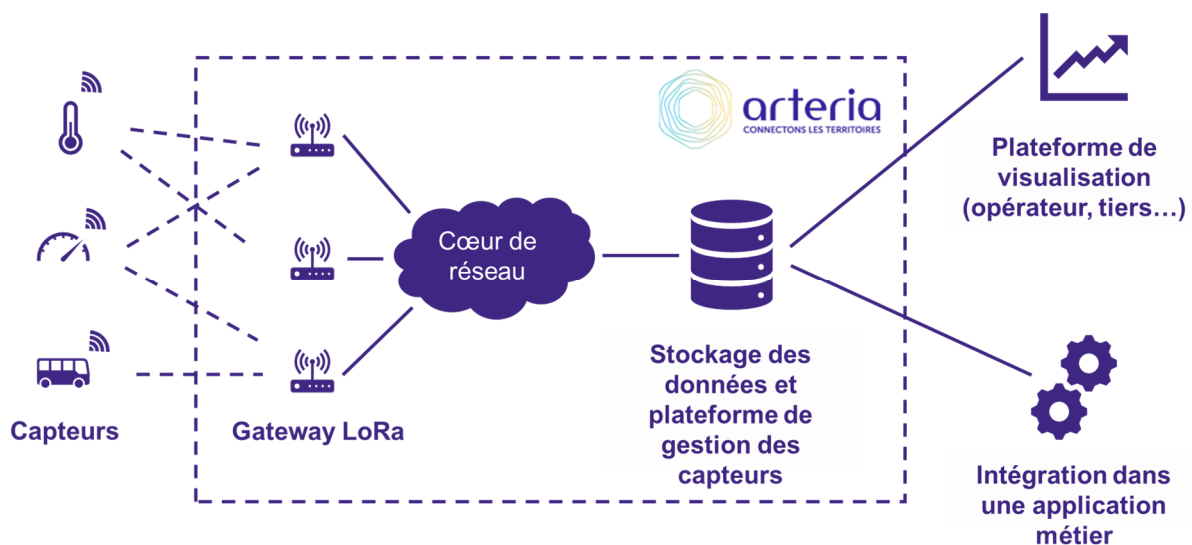 arteria
CONNECTONS LES TERRITOIRES
Plateforme de
visualisation
(opérateur, tiers…)
Cœur de
réseau
Stockage des
données et
plateforme de
gestion des
capteurs
Capteurs
Gateway LoRa
Intégration dans
une application
métier